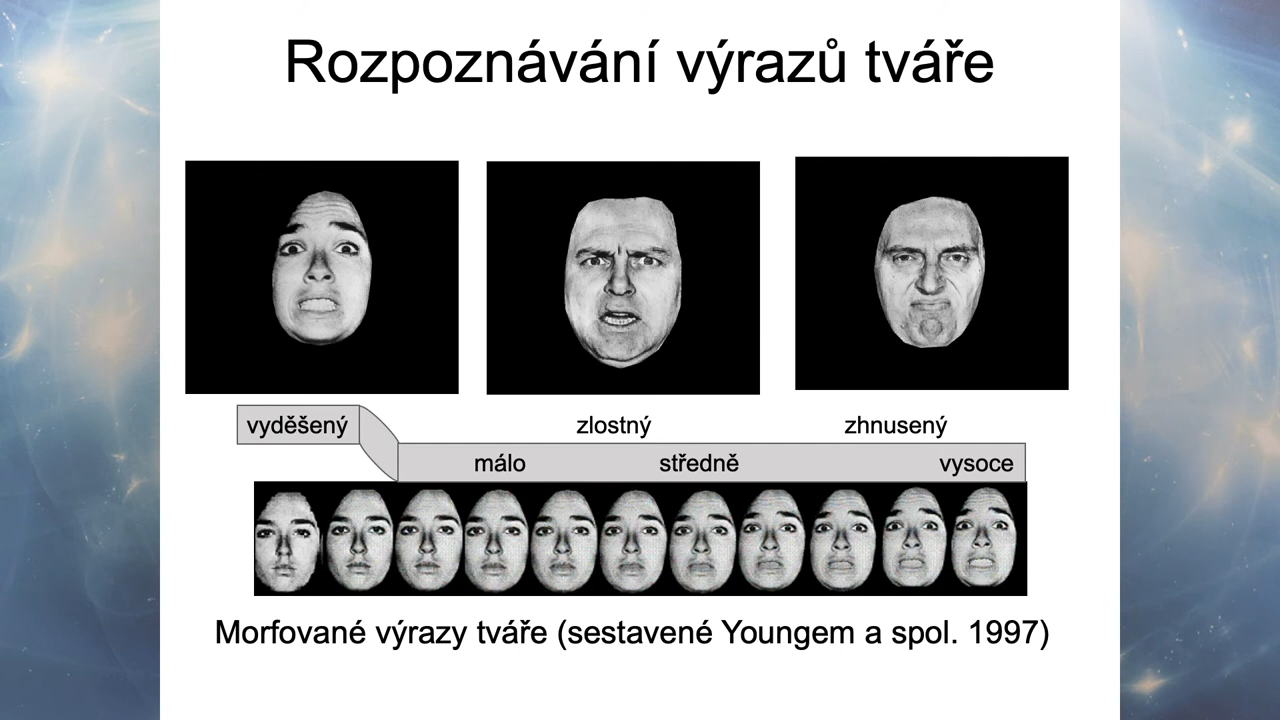 Rozpoznávání výrazů tváře
vyděšený zlostný zhnusený
málo středně vysoce
Morfované výrazy tváře (sestavené Youngem a spol. 1997)